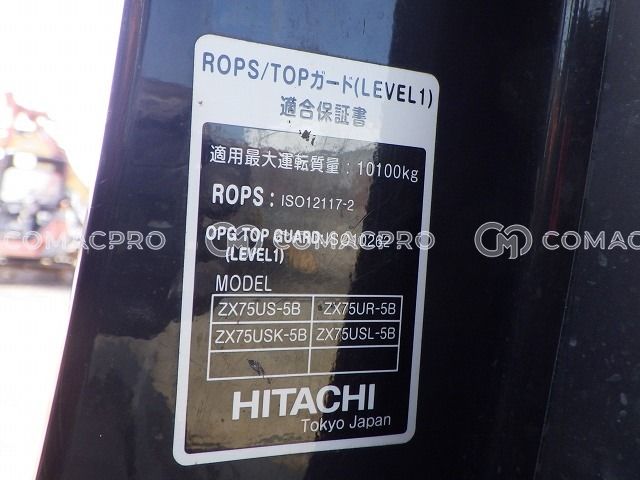 ROPS/TOPガード(LEVEL1)
適合保証書
適用最大運転質量：10100kg
ROPS：ISO12117-2
OPG TOP GUARD:ISO10262
(LEVEL1)
MODEL
ZX75US-5B ZX75UR-5B
ZX75USK-5B ZX75USL-5B
HITACHI
Tokyo Japan
COMACPRO
COMACPRO